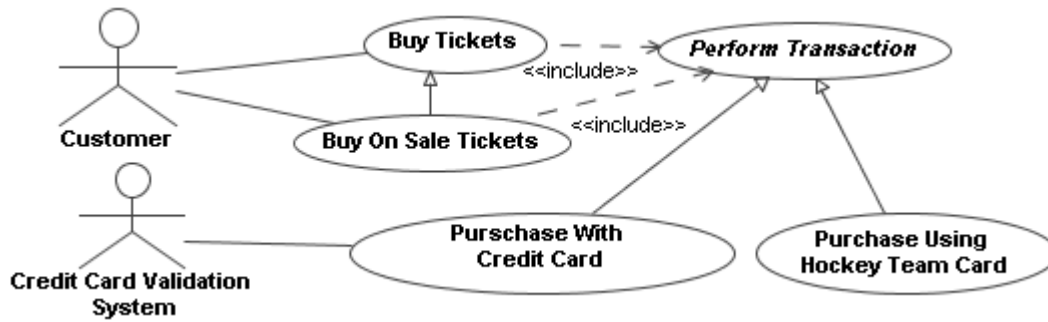 Buy Tickets
Perform Transaction
<<include>>
Customer
Buy On Sale Tickets
<<include>>
Purschase With
Credit Card
Purchase Using
Hockey Team Card
Credit Card Validation
System